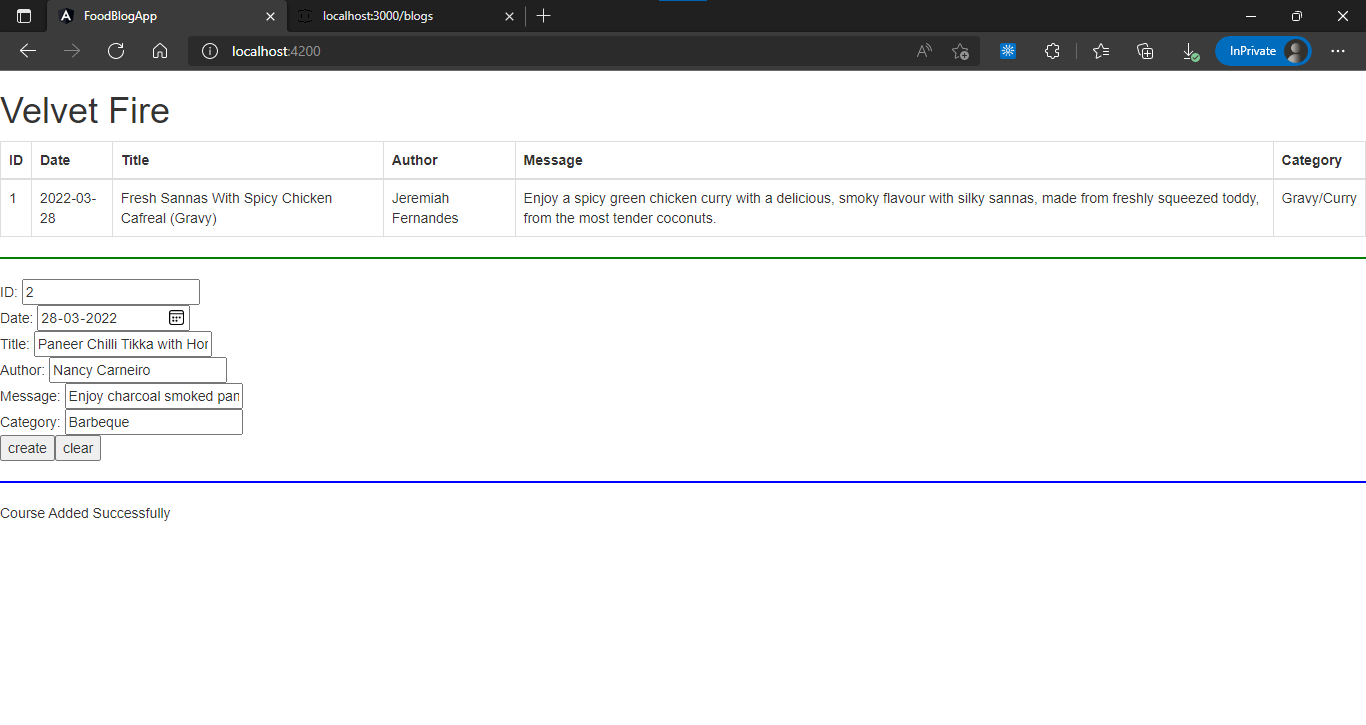 FoodBlogApp
localhost:3000/blogs
localhost:4200
InPrivate
Velvet Fire
ID Date Title Author Message Category
1 2022-03- Fresh Sannas With Spicy Chicken Jeremiah Enjoy a spicy green chicken curry with a delicious, smoky flavour with silky sannas, made from freshly squeezed toddy, Gravy/Curry
28 Cafreal (Gravy) Fernandes from the most tender coconuts.
ID: 2
Date: 28-03-2022
Title: Paneer Chilli Tikka with Hor
Author: Nancy Carneiro
Message: Enjoy charcoal smoked pan
Category: Barbeque
create clear
Course Added Successfully